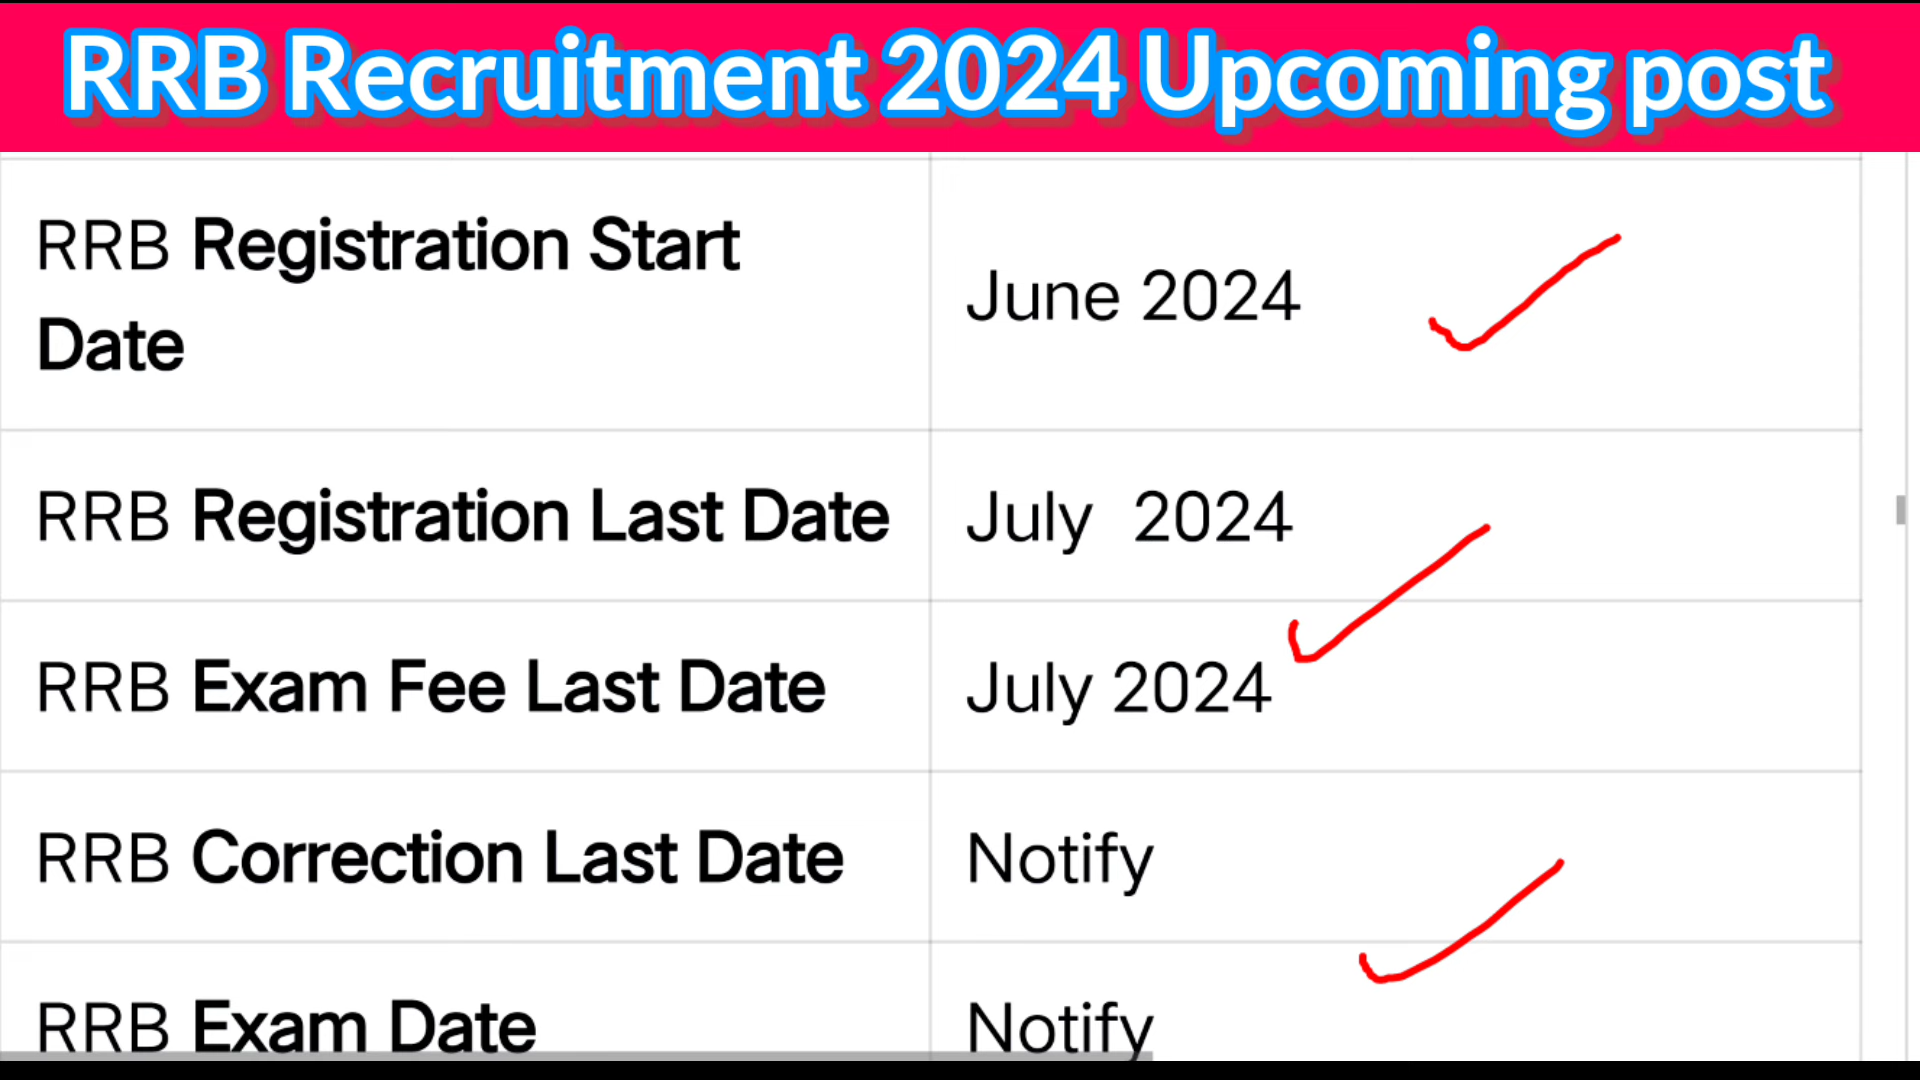 RRB Recruitment 2024 Upcoming post
RRB Registration Start
Date
June 2024
RRB Registration Last Date
July 2024
RRB Exam Fee Last Date
July 2024
RRB Correction Last Date
Notify
RRB Exam Date
Notify